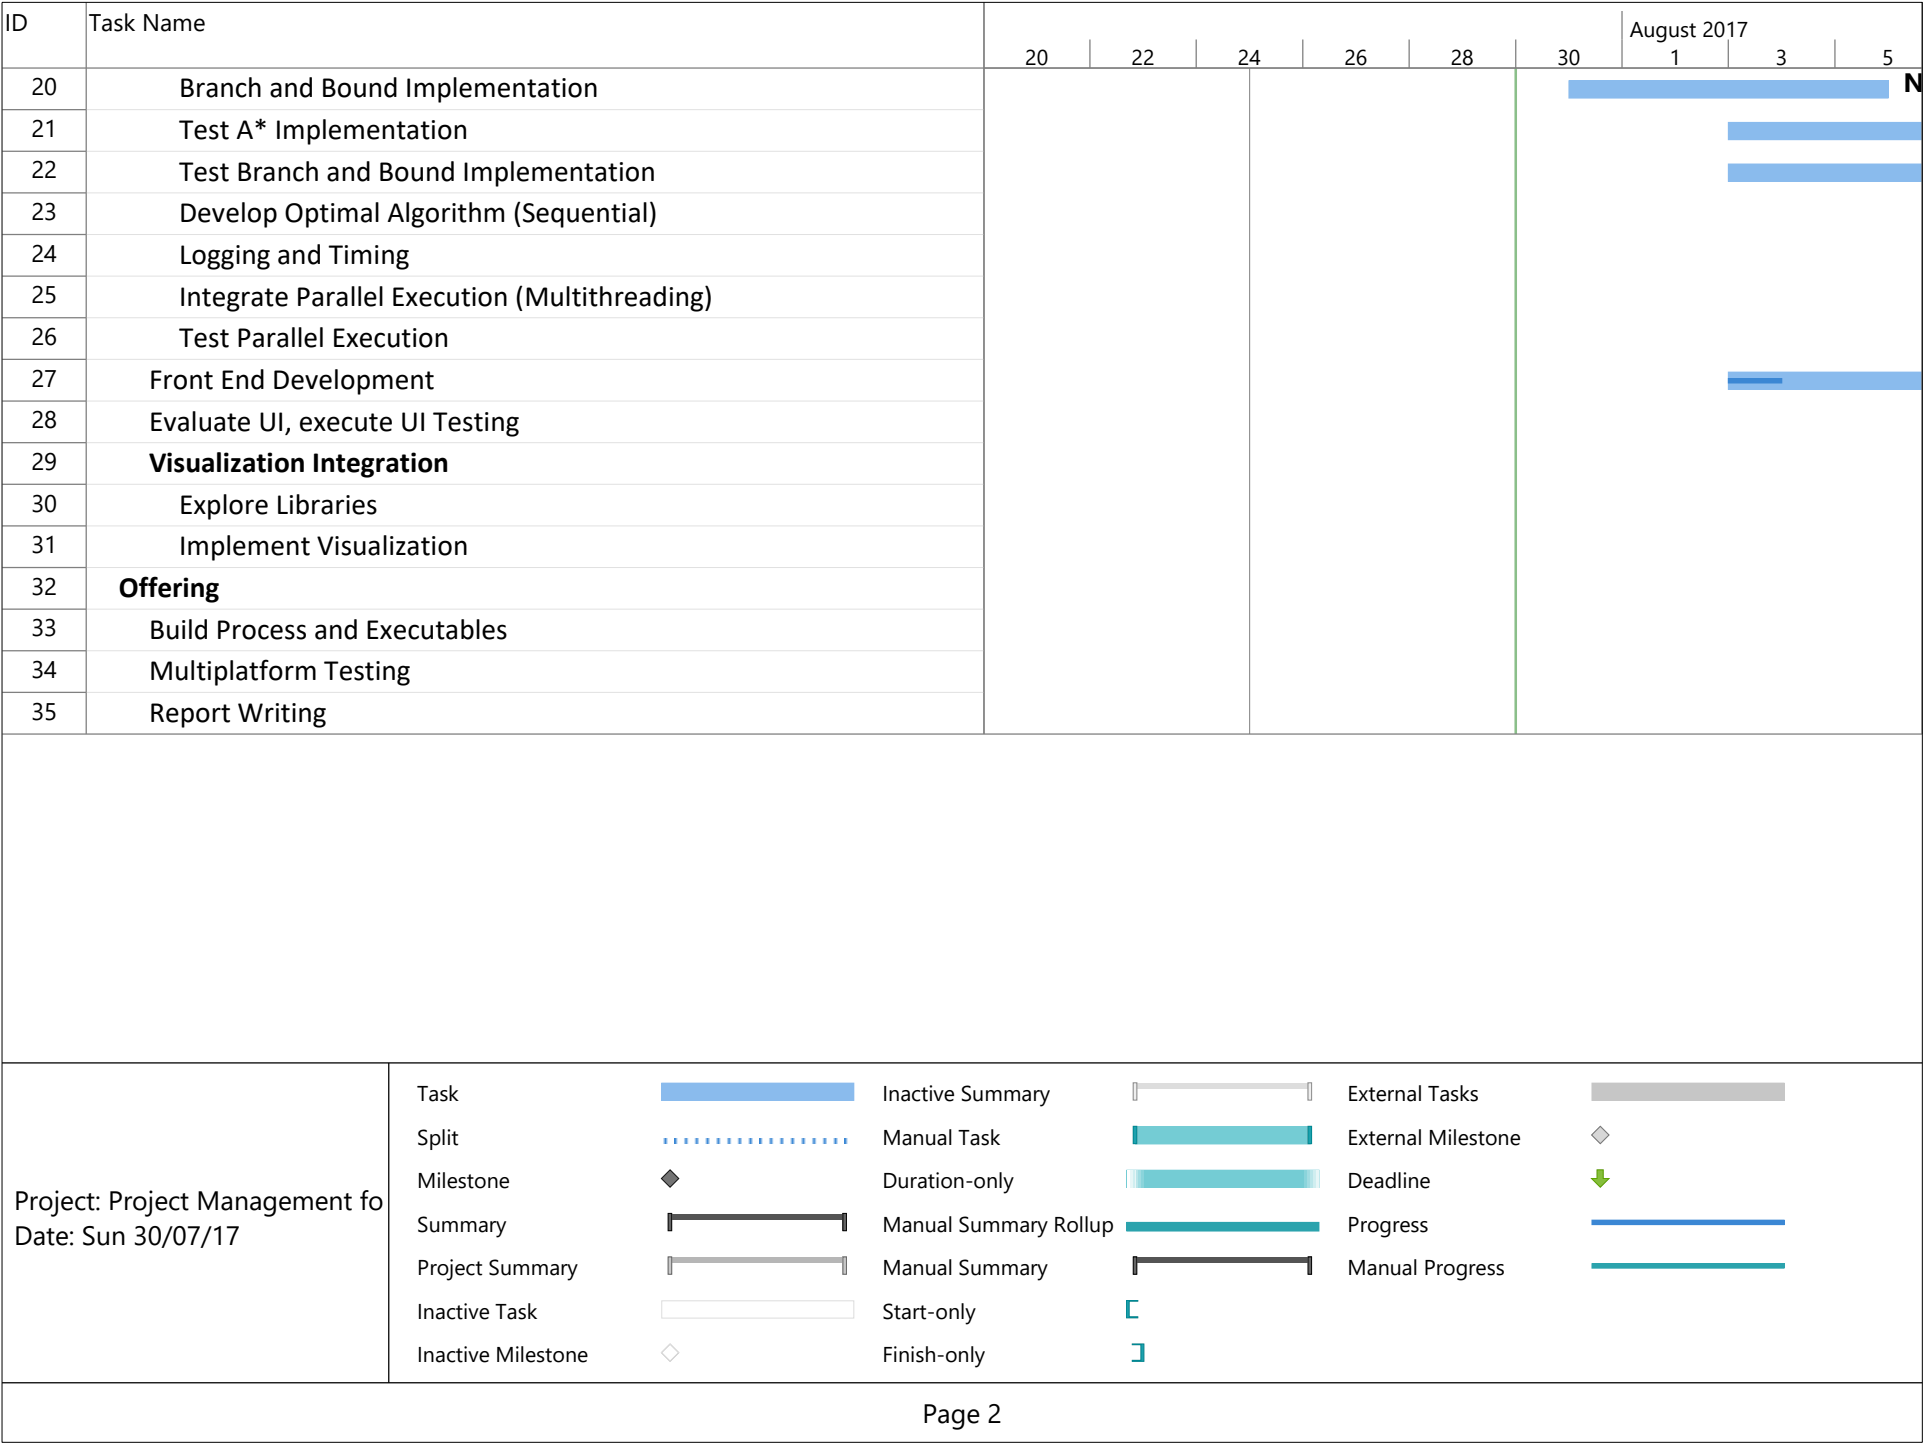 ID Task Name August 2017
20 22 24 26 28 30 1 3 5
20 Branch and Bound Implementation N
21 Test A* Implementation
22 Test Branch and Bound Implementation
23 Develop Optimal Algorithm (Sequential)
24 Logging and Timing
25 Integrate Parallel Execution (Multithreading)
26 Test Parallel Execution
27 Front End Development
28 Evaluate UI, execute UI Testing
29 Visualization Integration
30 Explore Libraries
31 Implement Visualization
32 Offering
33 Build Process and Executables
34 Multiplatform Testing
35 Report Writing
Project: Project Management fo
Date: Sun 30/07/17
Task
Split
Milestone
Summary
Project Summary
Inactive Task
Inactive Milestone
Inactive Summary
Manual Task
Duration-only
Manual Summary Rollup
Manual Summary
Start-only
Finish-only
External Tasks
External Milestone
Deadline
Progress
Manual Progress
Page 2